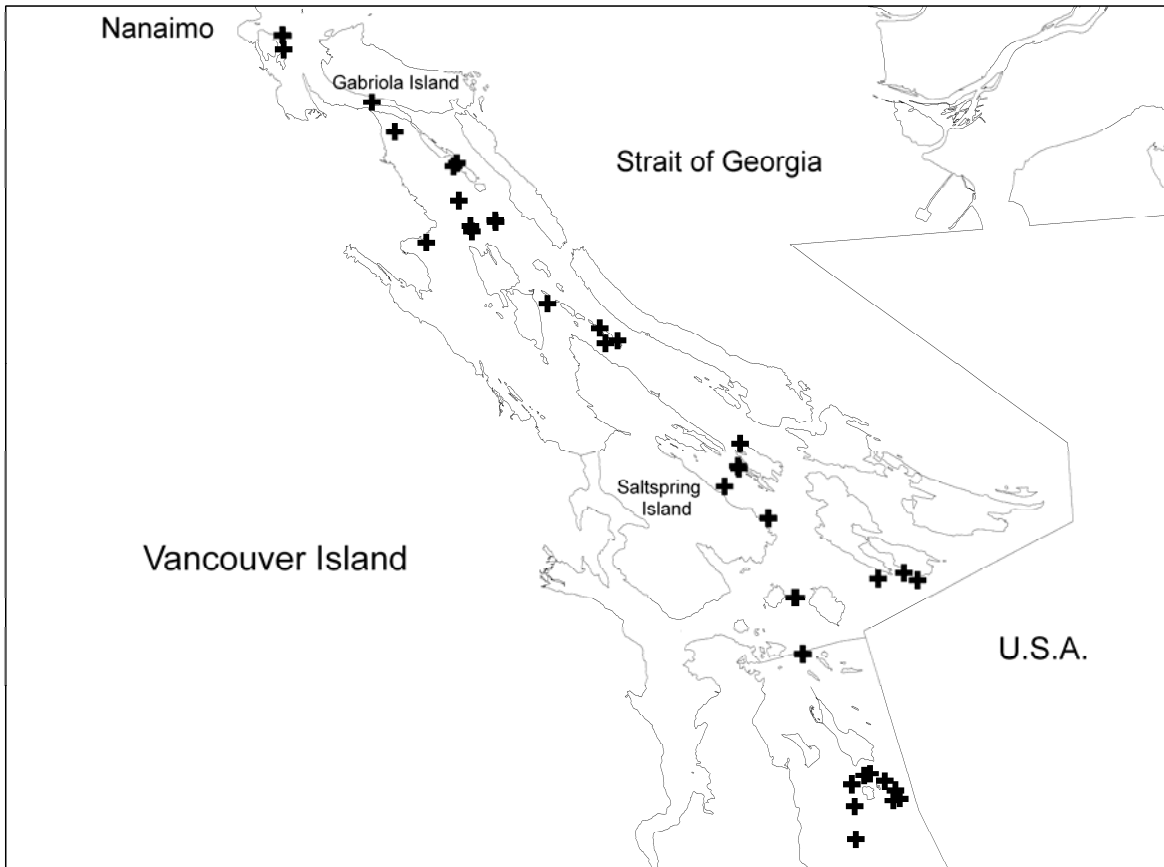 Nanaimo
Gabriola Island
Strait of Georgia
Saltspring
Island
Vancouver Island
U.S.A.